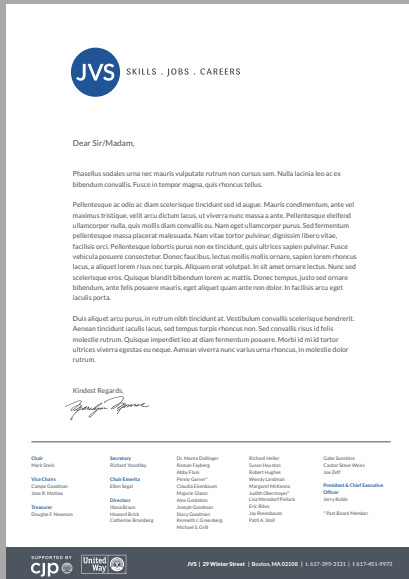 JVS SKILLS . JOBS . CAREERS
Dear Sir/Madam,
Phasellus sodales urna nec mauris vulputate rutrum non cursus sem. Nulla lacinia leo ac ex
bibendum convallis. Fusce in tempor magna, quis rhoncus tellus.
Pellentesque ac odio ac diam scelerisque tincidunt sed id augue. Mauris condimentum, ante vel
maximus tristique, velit arcu dictum lacus, ut viverra nunc massa a ante. Pellentesque eleifend
ullamcorper nulla, quis mollis diam convallis eu. Nam eget ullamcorper purus. Sed fermentum
pellentesque massa placerat malesuada. Nam vitae tortor pulvinar, dignissim libero vitae,
facilisis orci. Pellentesque lobortis purus non ex tincidunt, quis ultrices sapien pulvinar. Fusce
vehicula posuere consectetur. Donec faucibus, lectus mollis mollis ornare, sapien lorem rhoncus
lacus, a aliquet lorem risus nec turpis. Aliquam erat volutpat. In sit amet ornare lectus. Nunc sed
scelerisque eros. Quisque blandit bibendum lorem ac mattis. Donec tempus, justo sed ornare
bibendum, ante felis posuere mauris, eget aliquet quam ante non dolor. In facilisis arcu eget
iaculis porta.
Duis aliquet arcu purus, in rutrum nibh tincidunt at. Vestibulum convallis scelerisque hendrerit.
Aenean tincidunt iaculis lacus, sed tempus turpis rhoncus non. Sed convallis risus id felis
molestie rutrum. Quisque imperdiet leo at diam fermentum posuere. Morbi id mi id tortor
ultrices viverra egestas eu neque. Aenean viverra nunc varius urna rhoncus, in molestie dolor
rutrum.
Kindest Regards,
Marilyn Monroe
Chair
Mark Stein
Vice Chairs
Campe Goodman
Jane R. Matlaw
Treasurer
Douglas F. Newman
Secretary
Richard Yanofsky
Chair Emerita
Ellen Segal
Directors
Illana Braun
Howard Brick
Catherine Bromberg
Dr. Morna Dollinger
Roman Fayberg
Abby Flam
Penny Garver*
Claudia Eisenbaum
Majorie Glazer
Alex Goldstein
Joseph Goodman
Stacy Goodman
Kenneth J. Greenberg
Michael S. Grill
Richard Heller
Susan Houston
Robert Hughes
Wendy Landman
Margaret McKenna
Judith Obermayer*
Lisa Mansdorf Pollack
Eric Ritvo
Jay Rosenbaum
Patti A. Stoll
Gabe Sunshine
Cantor Steve Weiss
Joe Zeff
President & Chief Executive
Officer
Jerry Rubin
* Past Board Member
SUPPORTED BY
cjp United
Way
JVS | 29 Winter Street | Boston, MA 02108 | t. 617-399-3131 | f. 617-451-9973